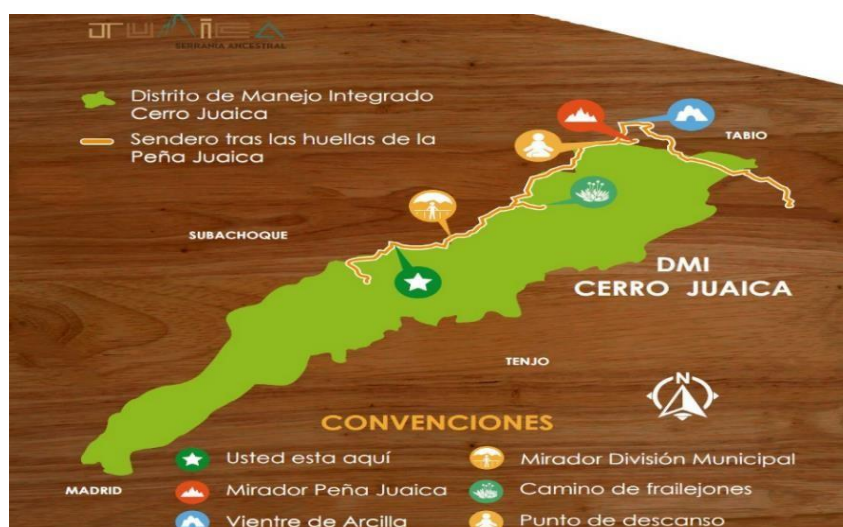 JUAICA
SERRANÍA ANCESTRAL
Distrito de Manejo Integrado
Cerro Juaica
Sendero tras las huellas de la
Peña Juaica
TABIO
SUBACHOQUE
DMI
CERRO JUAICA
TENJO
N
CONVENCIONES
Usted esta aquí
Mirador División Municipal
MADRID
Mirador Peña Juaica
Camino de frailejones
Vientre de Arcilla
Punto de descanso